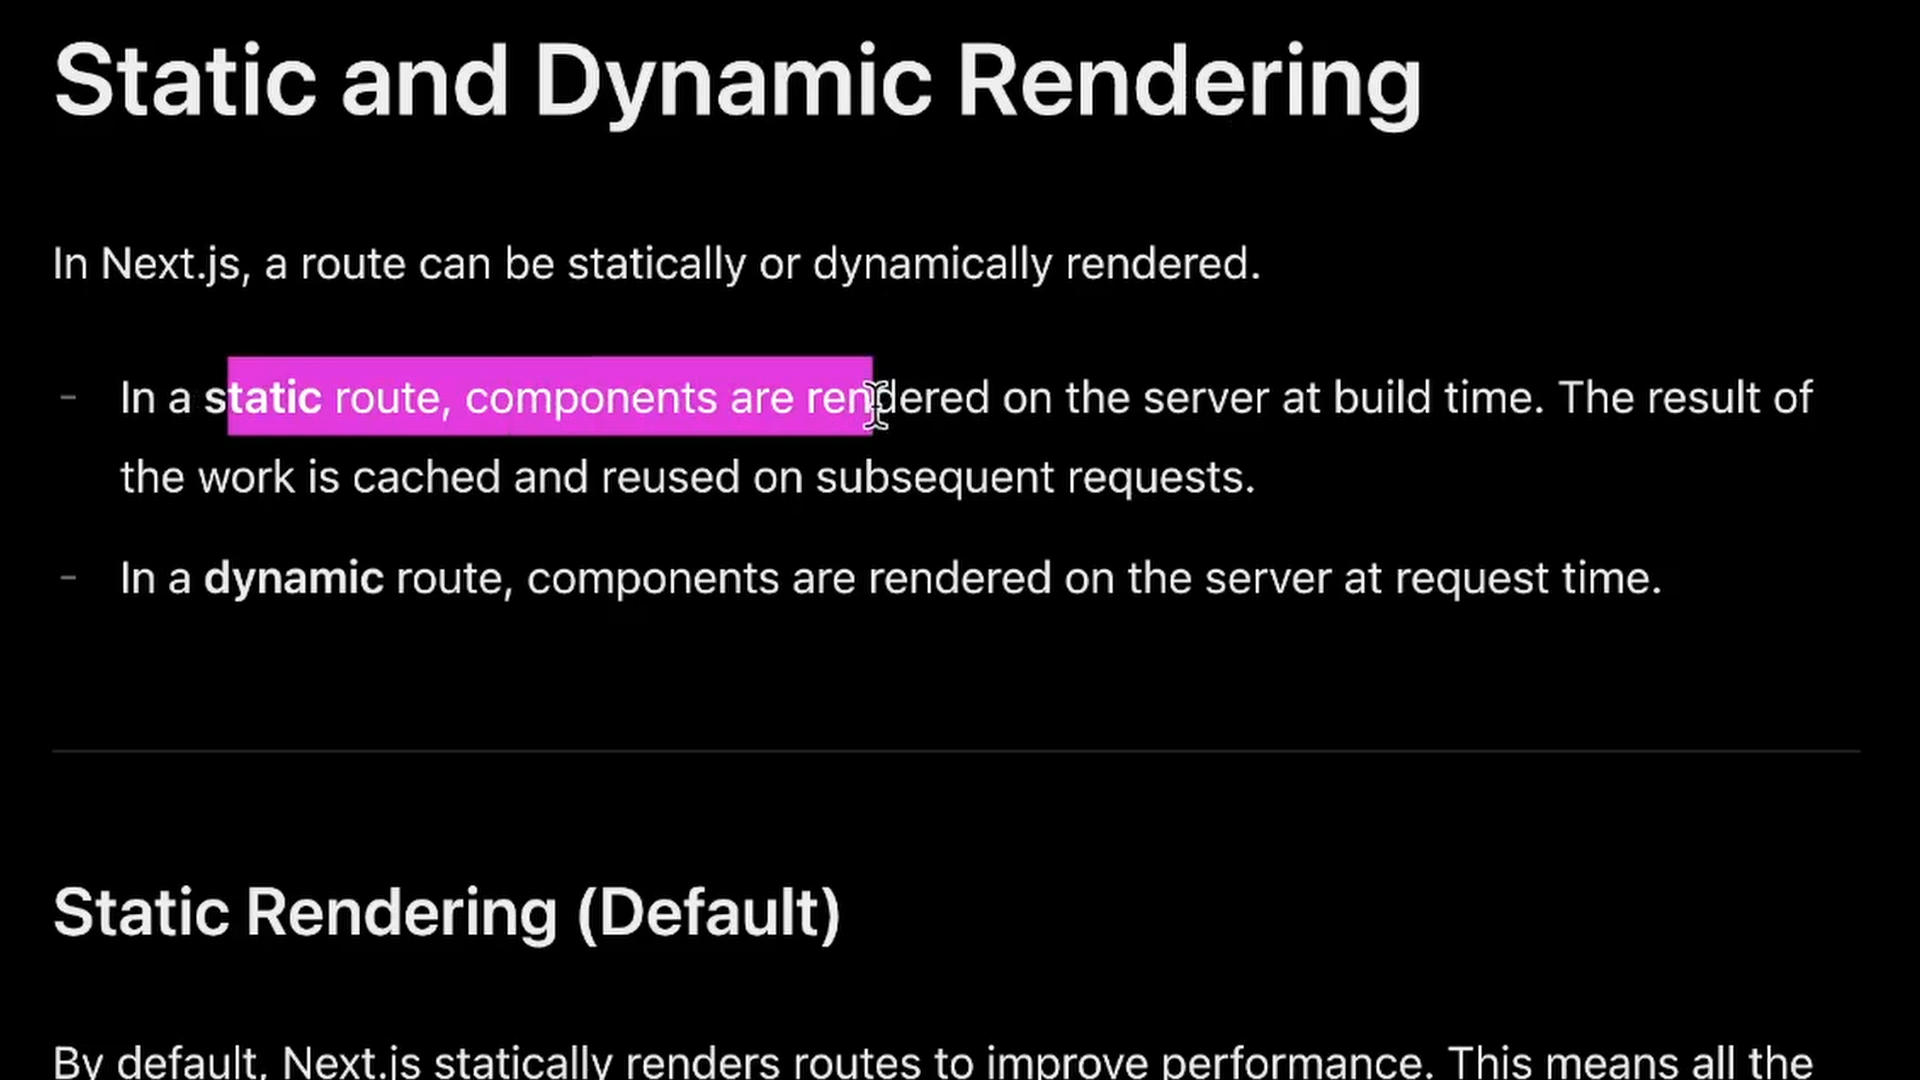 Static and Dynamic Rendering
In Next.js, a route can be statically or dynamically rendered.
- In a static route, components are rendered on the server at build time. The result of
the work is cached and reused on subsequent requests.
- In a dynamic route, components are rendered on the server at request time.
Static Rendering (Default)
By default, Next.js statically renders routes to improve performance. This means all the